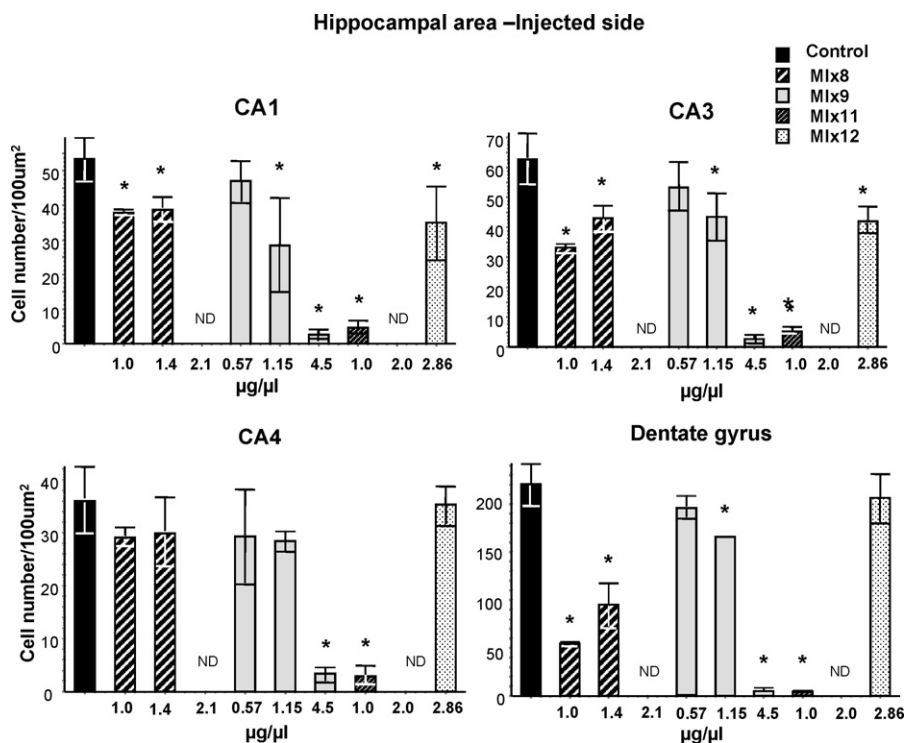 Hippocampal area –Injected side
Control
Mlx8
Mlx9
Mlx11
Mlx12
CA1
Cell number/100um²
50
40
30
20
10
0
*
*
ND
*
*
*
ND
*
1.0 1.4 2.1 0.57 1.15 4.5 1.0 2.0 2.86
µg/µl
CA3
70
60
50
40
30
20
10
0
*
*
ND
*
*
*
*
ND
*
1.0 1.4 2.1 0.57 1.15 4.5 1.0 2.0 2.86
µg/µl
CA4
Cell number/100um²
40
30
20
10
0
ND
*
*
ND
1.0 1.4 2.1 0.57 1.15 4.5 1.0 2.0 2.86
µg/µl
Dentate gyrus
200
150
100
50
0
*
*
ND
*
*
*
ND
1.0 1.4 2.1 0.57 1.15 4.5 1.0 2.0 2.86
µg/µl